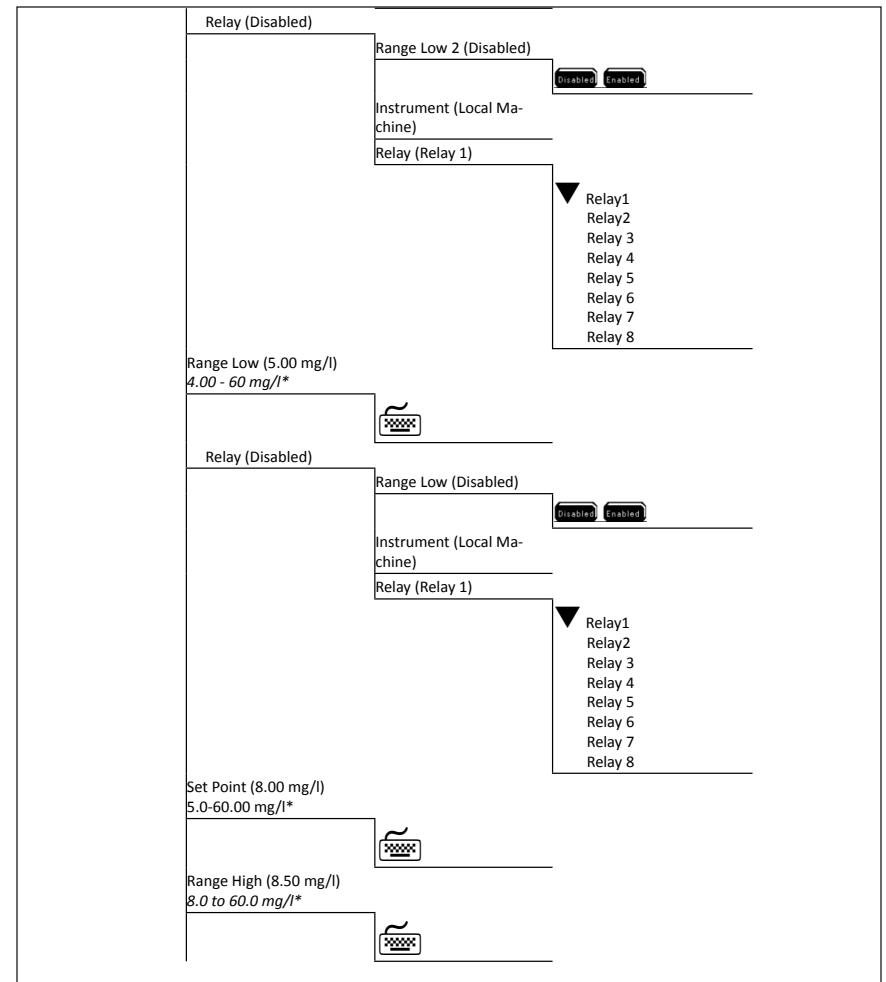 Relay (Disabled)
Range Low 2 (Disabled)
Disabled Enabled
Instrument (Local Ma-
chine)
Relay (Relay 1)
Relay1
Relay2
Relay 3
Relay 4
Relay 5
Relay 6
Relay 7
Relay 8
Range Low (5.00 mg/l)
4.00 - 60 mg/l*
Relay (Disabled)
Range Low (Disabled)
Disabled Enabled
Instrument (Local Ma-
chine)
Relay (Relay 1)
Relay1
Relay2
Relay 3
Relay 4
Relay 5
Relay 6
Relay 7
Relay 8
Set Point (8.00 mg/l)
5.0-60.00 mg/l*
Range High (8.50 mg/l)
8.0 to 60.0 mg/l*